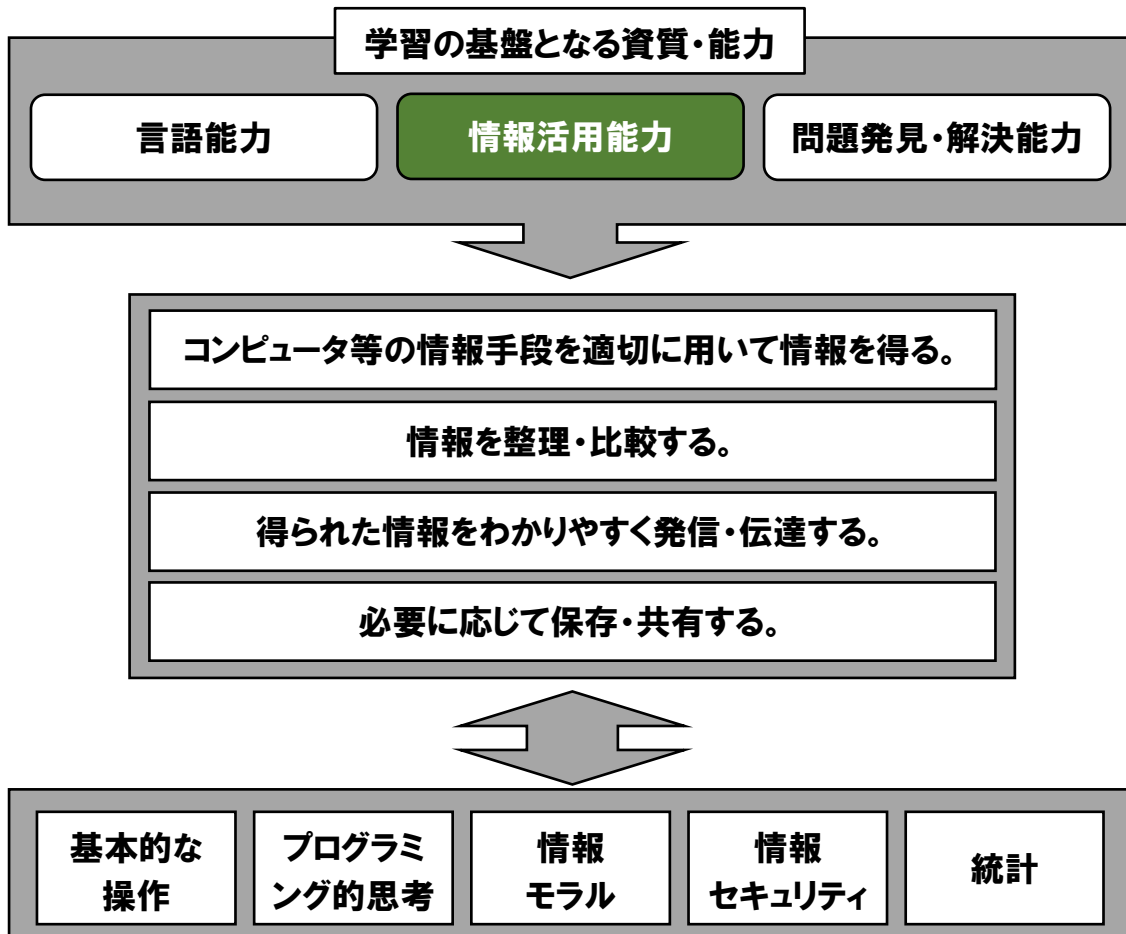 学習の基盤となる資質・能力
言語能力
情報活用能力
問題発見・解決能力
コンピュータ等の情報手段を適切に用いて情報を得る。
情報を整理・比較する。
得られた情報をわかりやすく発信・伝達する。
必要に応じて保存・共有する。
基本的な
操作
プログラミ
ング的思考
情報
モラル
情報
セキュリティ
統計